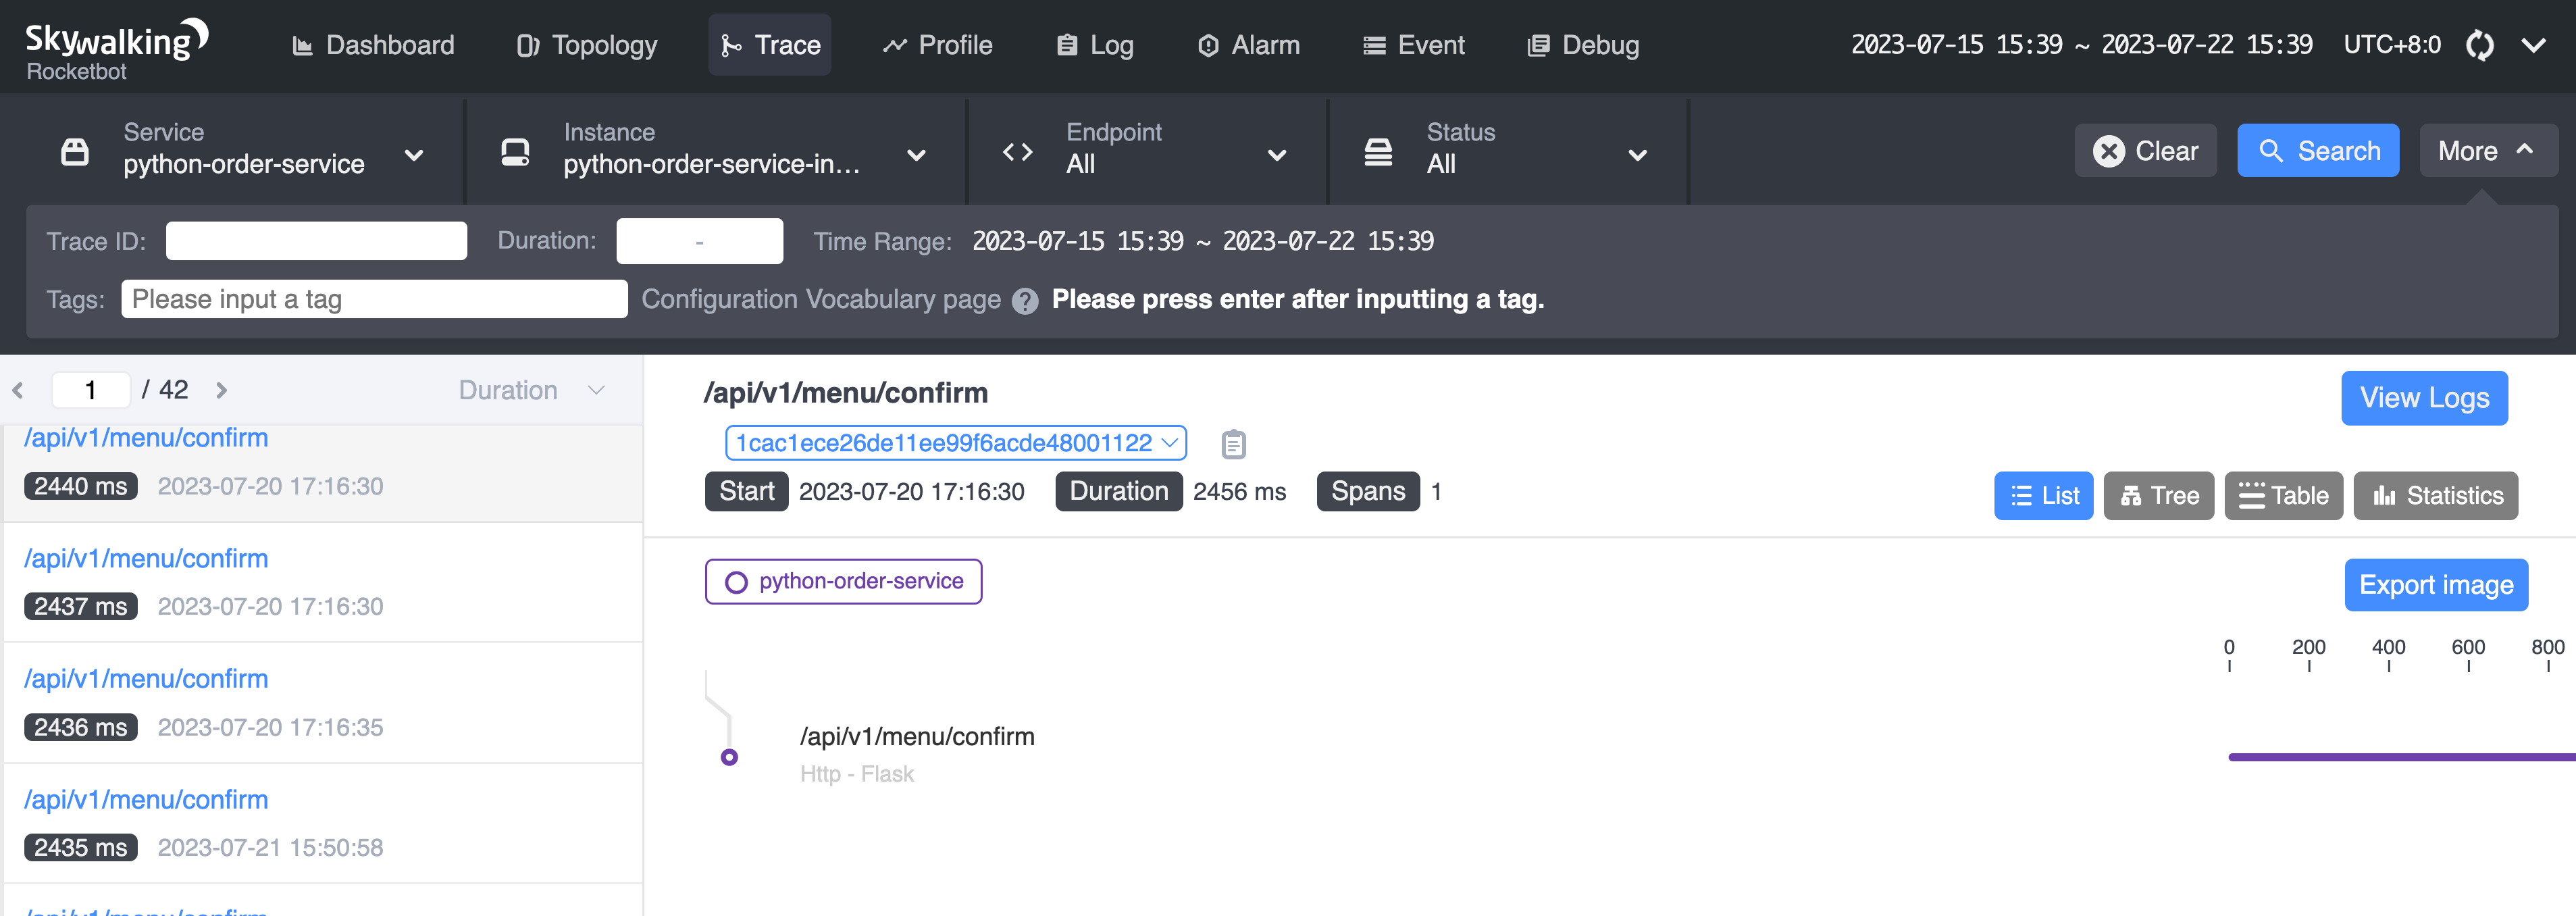 Skywalking
Rocketbot
Dashboard
Topology
Trace
Profile
Log
Alarm
Event
Debug
2023-07-15 15:39 ~ 2023-07-22 15:39
UTC+8:0
Service
python-order-service
Instance
python-order-service-in...
Endpoint
All
Status
All
Clear
Search
More
Trace ID:
Duration:
-
Time Range: 2023-07-15 15:39 ~ 2023-07-22 15:39
Tags:
Please input a tag
Configuration Vocabulary page ? Please press enter after inputting a tag.
1 / 42
Duration
/api/v1/menu/confirm
2440 ms 2023-07-20 17:16:30
/api/v1/menu/confirm
2437 ms 2023-07-20 17:16:30
/api/v1/menu/confirm
2436 ms 2023-07-20 17:16:35
/api/v1/menu/confirm
2435 ms 2023-07-21 15:50:58
/api/v1/menu/confirm
/api/v1/menu/confirm
View Logs
1cac1ece26de11ee99f6acde48001122
Start 2023-07-20 17:16:30 Duration 2456 ms Spans 1
List
Tree
Table
Statistics
python-order-service
Export image
0 200 400 600 800
/api/v1/menu/confirm
Http - Flask